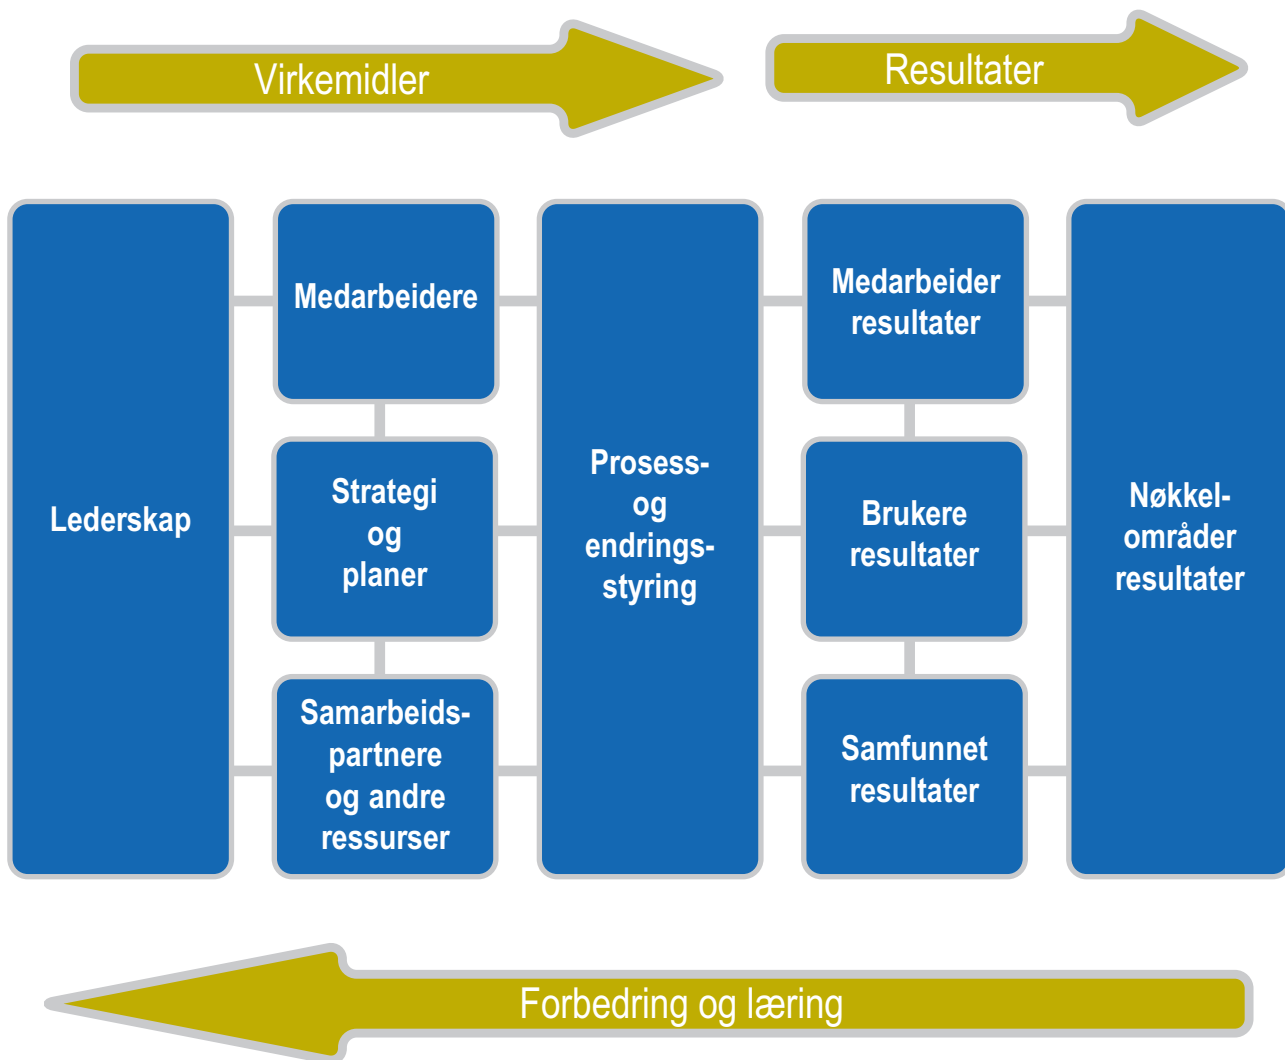 Virkemidler
Resultater
Lederskap
Medarbeidere
Strategi
og
planer
Samarbeids-
partnere
og andre
ressurser
Prosess-
og
endrings-
styring
Medarbeider
resultater
Brukere
resultater
Samfunnet
resultater
Nøkkel-
områder
resultater
Forbedring og læring